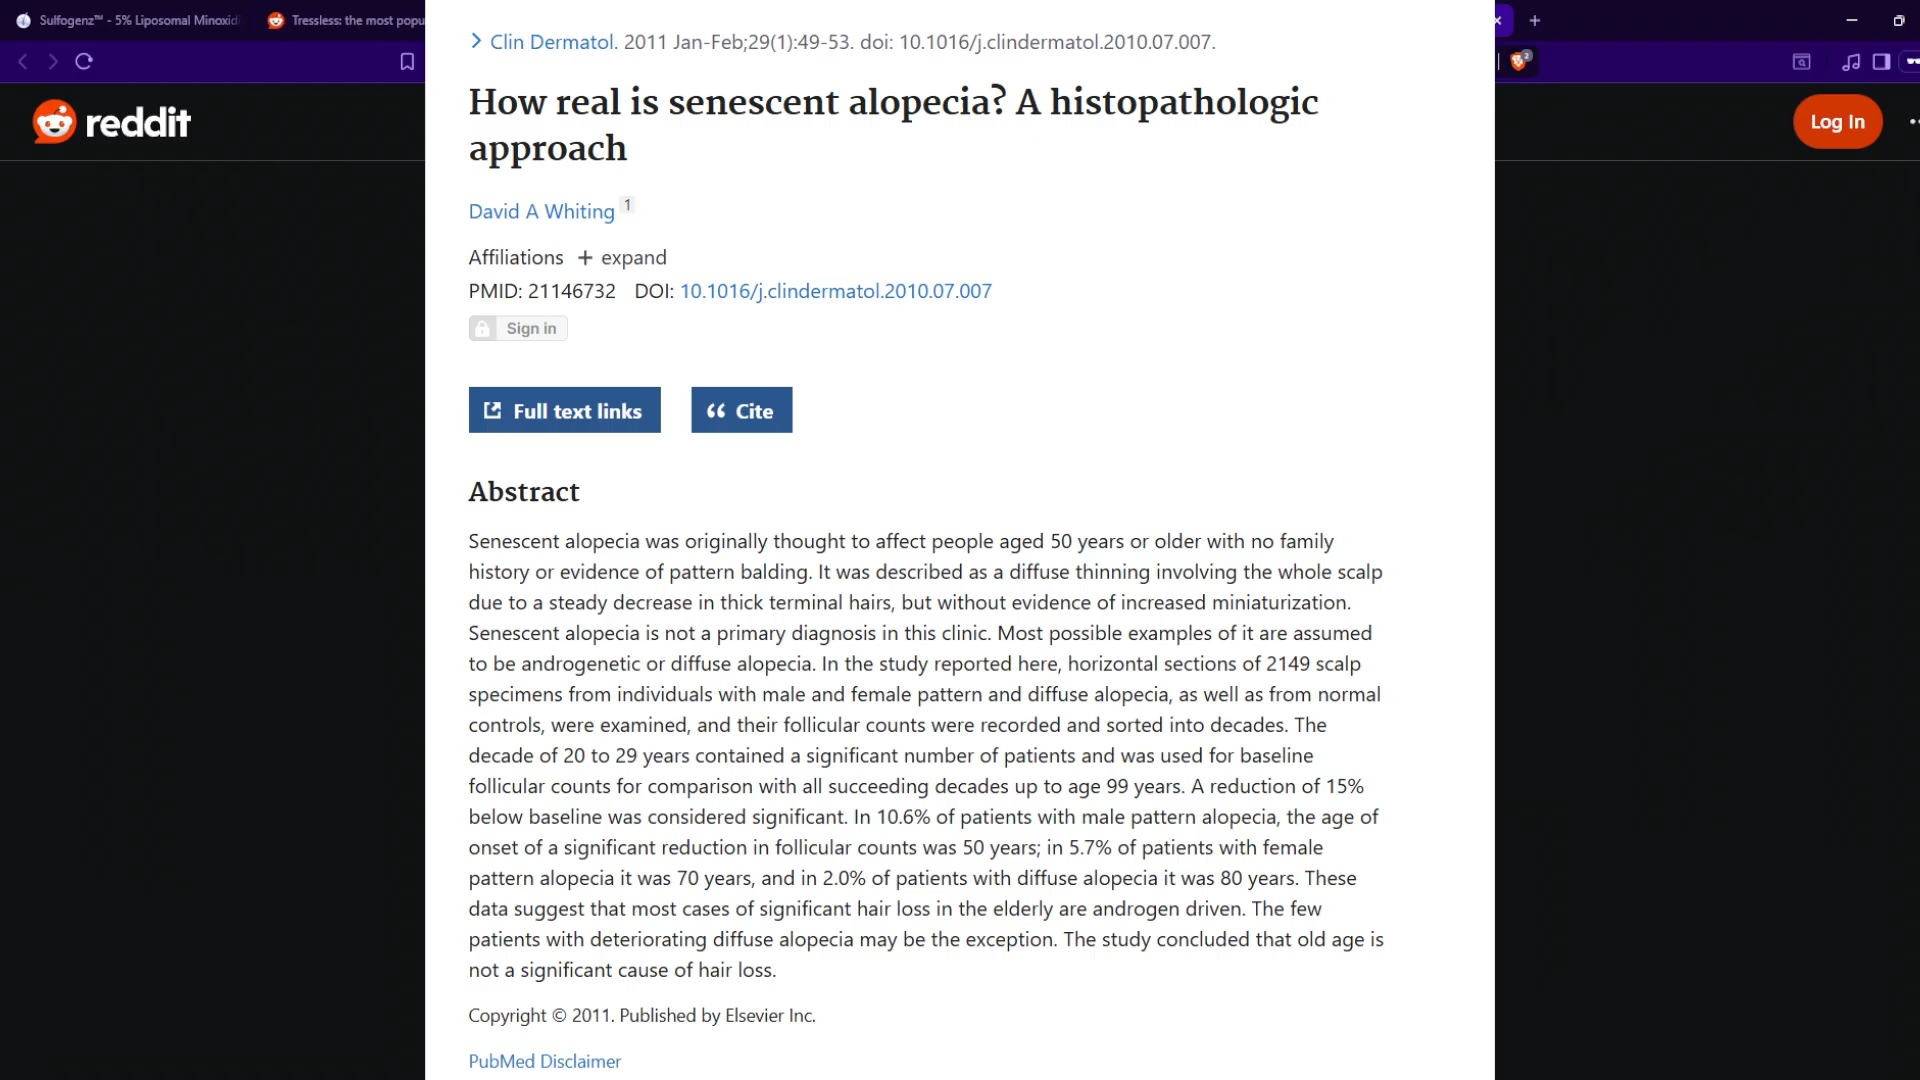 Sulfogenz™ - 5% Liposomal Minoxidi
Tressless: the most popu
reddit
Log In
Clin Dermatol. 2011 Jan-Feb;29(1):49-53. doi: 10.1016/j.clindermatol.2010.07.007.
How real is senescent alopecia? A histopathologic
approach
David A Whiting 1
Affiliations + expand
PMID: 21146732 DOI: 10.1016/j.clindermatol.2010.07.007
Sign in
Full text links
Cite
Abstract
Senescent alopecia was originally thought to affect people aged 50 years or older with no family
history or evidence of pattern balding. It was described as a diffuse thinning involving the whole scalp
due to a steady decrease in thick terminal hairs, but without evidence of increased miniaturization.
Senescent alopecia is not a primary diagnosis in this clinic. Most possible examples of it are assumed
to be androgenetic or diffuse alopecia. In the study reported here, horizontal sections of 2149 scalp
specimens from individuals with male and female pattern and diffuse alopecia, as well as from normal
controls, were examined, and their follicular counts were recorded and sorted into decades. The
decade of 20 to 29 years contained a significant number of patients and was used for baseline
follicular counts for comparison with all succeeding decades up to age 99 years. A reduction of 15%
below baseline was considered significant. In 10.6% of patients with male pattern alopecia, the age of
onset of a significant reduction in follicular counts was 50 years; in 5.7% of patients with female
pattern alopecia it was 70 years, and in 2.0% of patients with diffuse alopecia it was 80 years. These
data suggest that most cases of significant hair loss in the elderly are androgen driven. The few
patients with deteriorating diffuse alopecia may be the exception. The study concluded that old age is
not a significant cause of hair loss.
Copyright © 2011. Published by Elsevier Inc.
PubMed Disclaimer